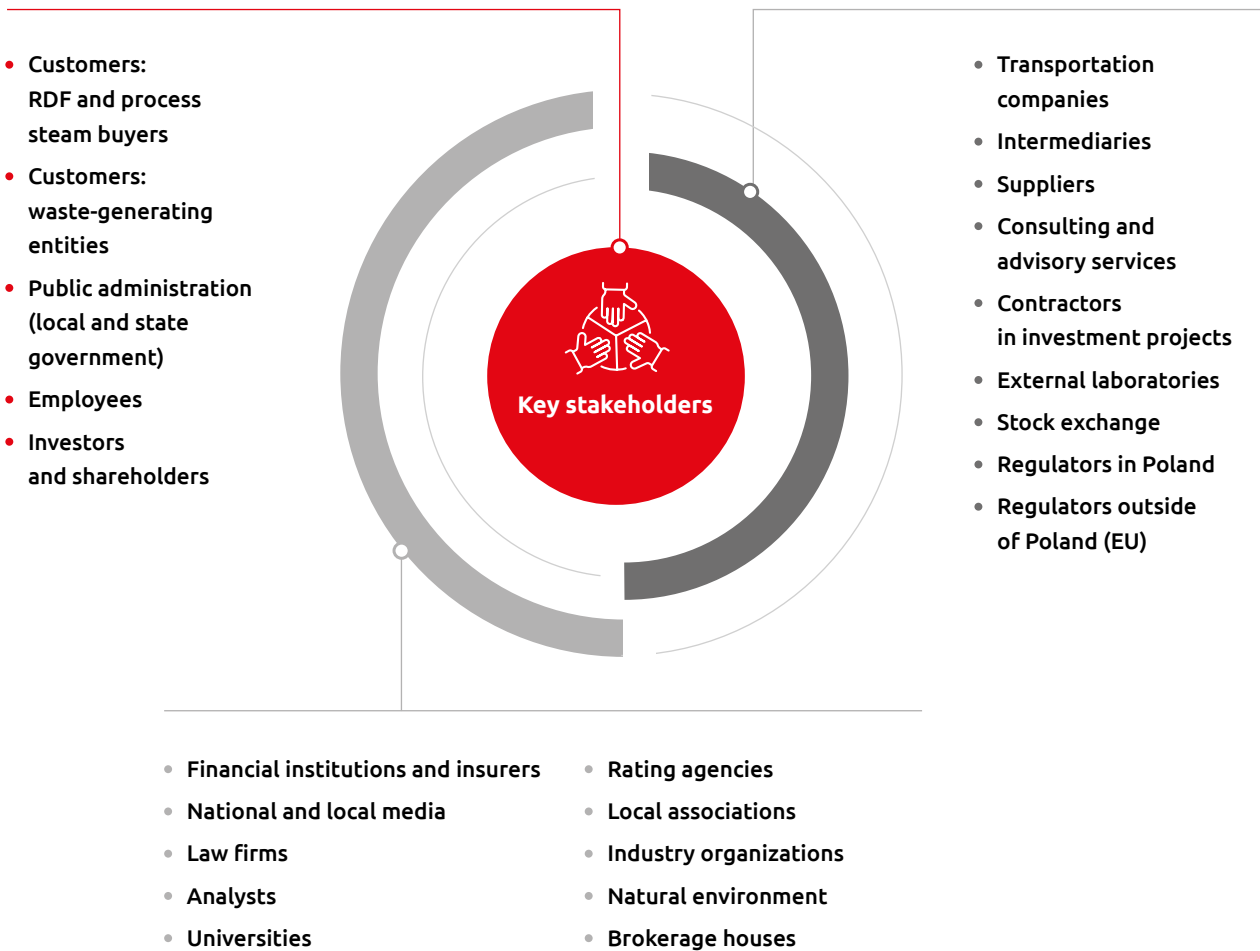 Customers:
RDF and process
steam buyers
Customers:
waste-generating
entities
Public administration
(local and state
government)
Employees
Investors
and shareholders
Key stakeholders
Transportation
companies
Intermediaries
Suppliers
Consulting and
advisory services
Contractors
in investment projects
External laboratories
Stock exchange
Regulators in Poland
Regulators outside
of Poland (EU)
Financial institutions and insurers
National and local media
Law firms
Analysts
Universities
Rating agencies
Local associations
Industry organizations
Natural environment
Brokerage houses